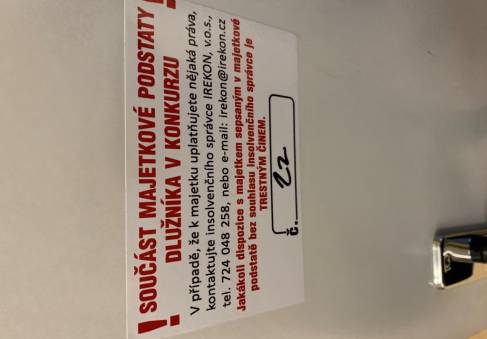 ! SOUČÁST MAJETKOVÉ PODSTATY !
DLUŽNÍKA V KONKURZU
V případě, že k majetku uplatňujete nějaká práva,
kontaktujte insolvenčního správce IREKON, v.o.s.,
tel. 724 048 258, nebo e-mail: irekon@irekon.cz
Jakákoli dispozice s majetkem sepsaným v majetkové
podstatě bez souhlasu insolvenčního správce je
TRESTNÝM ČINEM.
č. 22